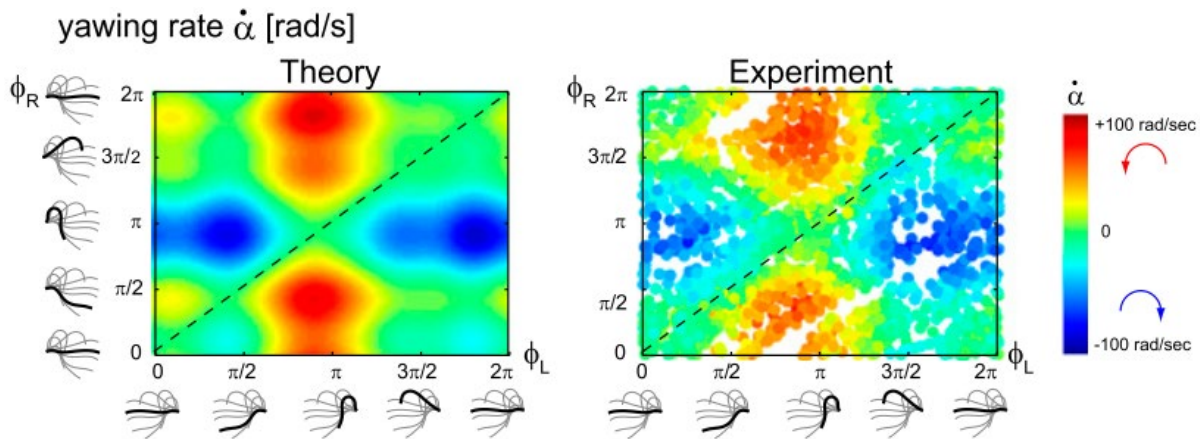 yawing rate α̇ [rad/s]
Theory
ϕR
2π
3π/2
π
π/2
0
0 π/2 π 3π/2 2π ϕL
Experiment
ϕR
2π
3π/2
π
π/2
0
0 π/2 π 3π/2 2π ϕL
α̇
+100 rad/sec
0
-100 rad/sec